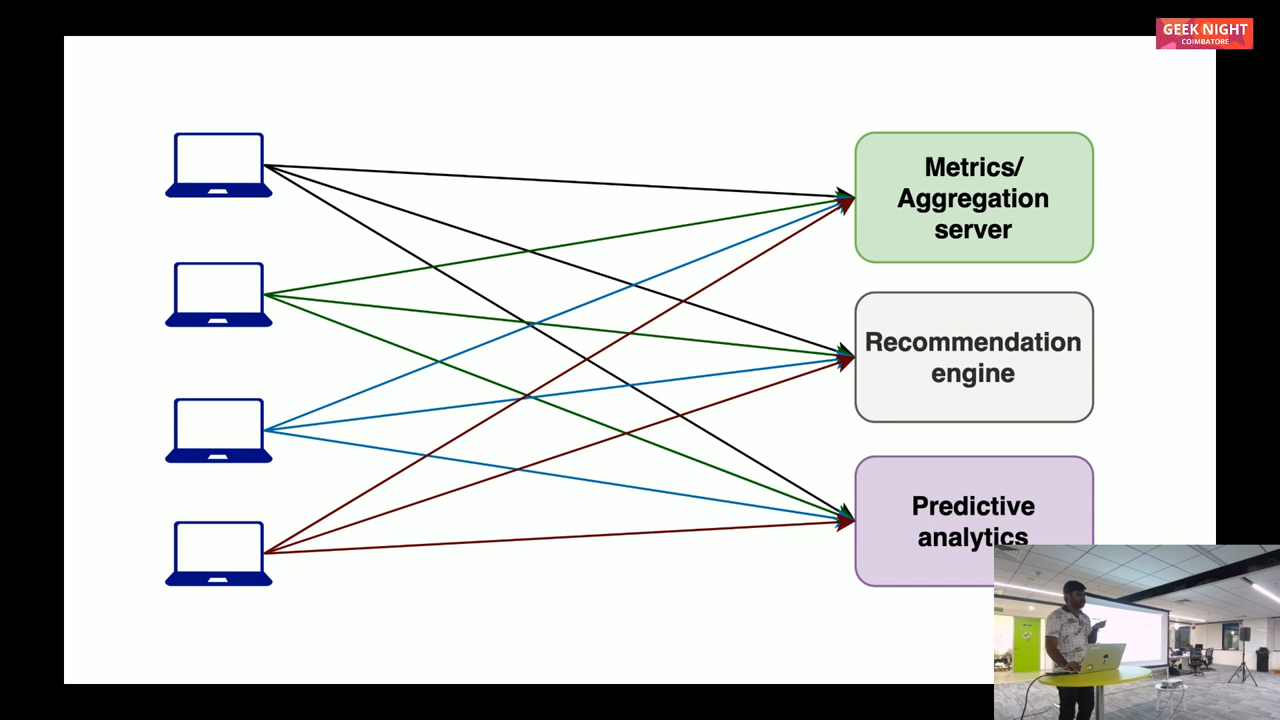 GEEK NIGHT
COIMBATORE
Metrics/
Aggregation
server
Recommendation
engine
Predictive
analytics